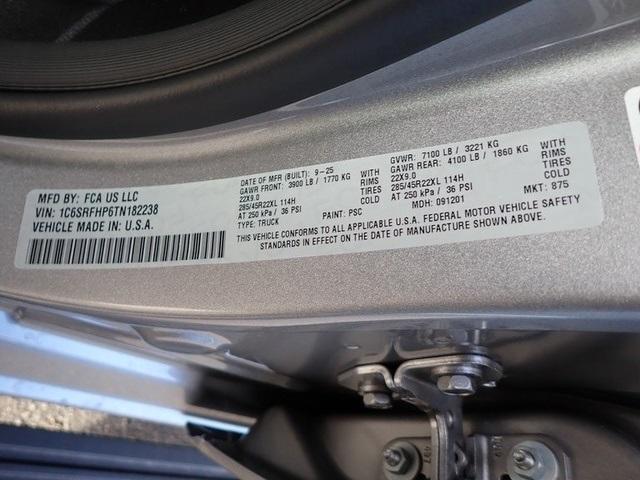 MFD BY: FCA US LLC
VIN: 1C6SRFHP6TN182238
VEHICLE MADE IN: U.S.A.
DATE OF MFR (BUILT): 9-25
GAWR FRONT: 3900 LB / 1770 KG WITH
22X9.0 RIMS
285/45R22XL 114H TIRES
AT 250 kPa / 36 PSI COLD
TYPE: TRUCK PAINT: PSC
GVWR: 7100 LB / 3221 KG
GAWR REAR: 4100 LB / 1860 KG WITH
22X9.0 RIMS
285/45R22XL 114H TIRES
AT 250 kPa / 36 PSI COLD
MDH: 091201 MKT: 875
THIS VEHICLE CONFORMS TO ALL APPLICABLE U.S.A. FEDERAL MOTOR VEHICLE SAFETY
STANDARDS IN EFFECT ON THE DATE OF MANUFACTURE SHOWN ABOVE.